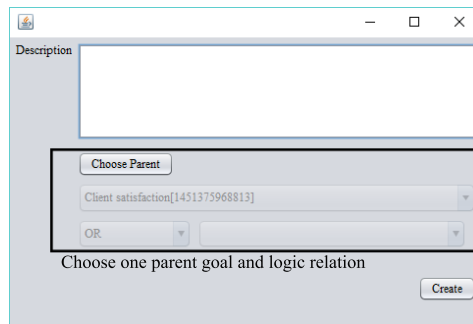 Description
Choose Parent
Client satisfaction[1451375968813]
OR
Choose one parent goal and logic relation
Create